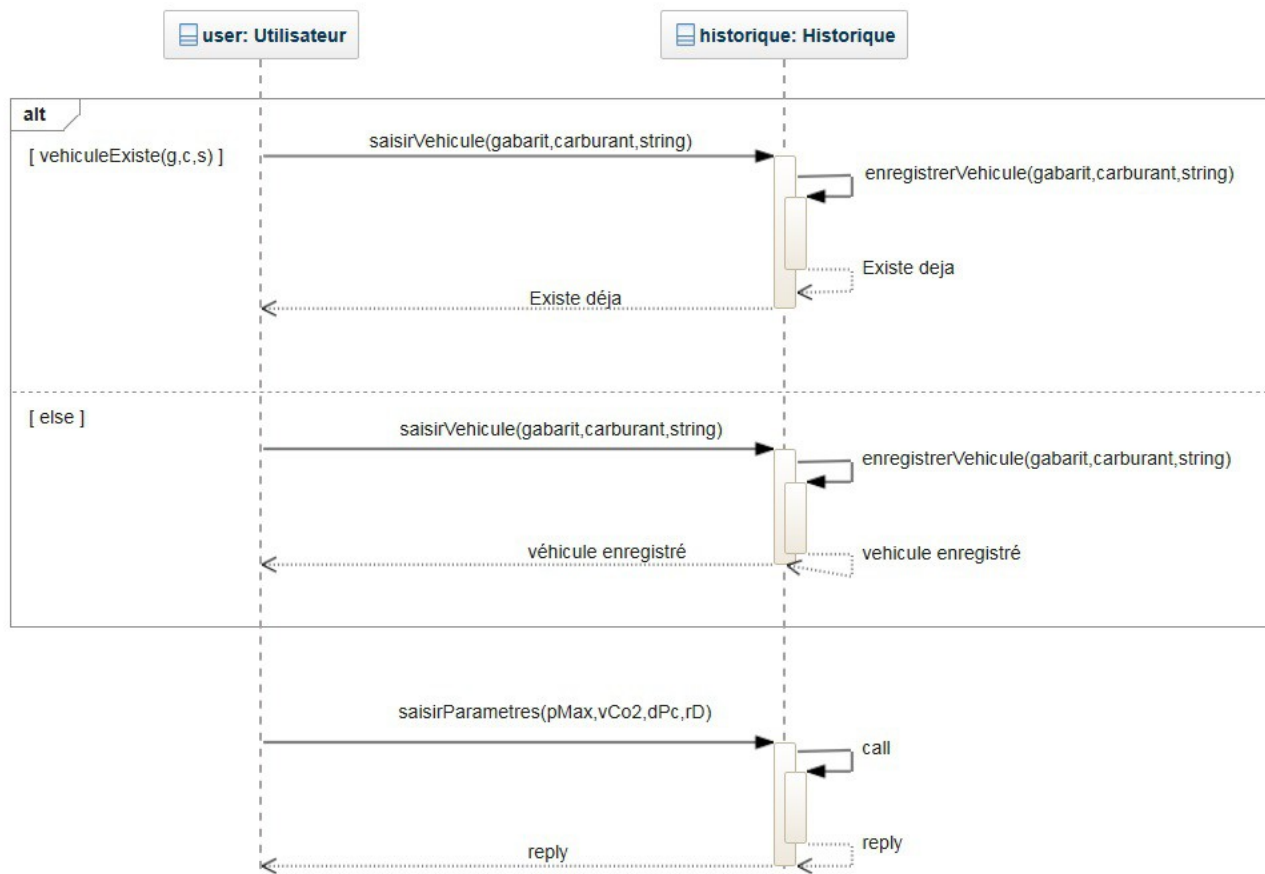 user: Utilisateur
historique: Historique
alt
[ vehiculeExiste(g,c,s) ]
saisirVehicule(gabarit,carburant,string)
enregistrerVehicule(gabarit,carburant,string)
Existe deja
Existe déja
[ else ]
saisirVehicule(gabarit,carburant,string)
enregistrerVehicule(gabarit,carburant,string)
véhicule enregistré
vehicule enregistré
saisirParametres(pMax,vCo2,dPc,rD)
call
reply
reply